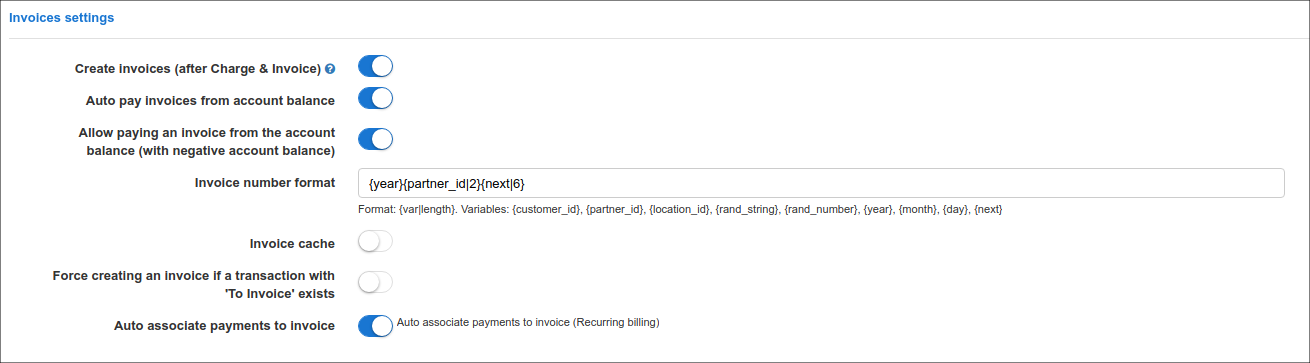 Invoices settings
Create invoices (after Charge & Invoice) ?
Auto pay invoices from account balance
Allow paying an invoice from the account
balance (with negative account balance)
Invoice number format
{year}{partner_id|2}{next|6}
Format: {var|length}. Variables: {customer_id}, {partner_id}, {location_id}, {rand_string}, {rand_number}, {year}, {month}, {day}, {next}
Invoice cache
Force creating an invoice if a transaction with
'To Invoice' exists
Auto associate payments to invoice
Auto associate payments to invoice (Recurring billing)